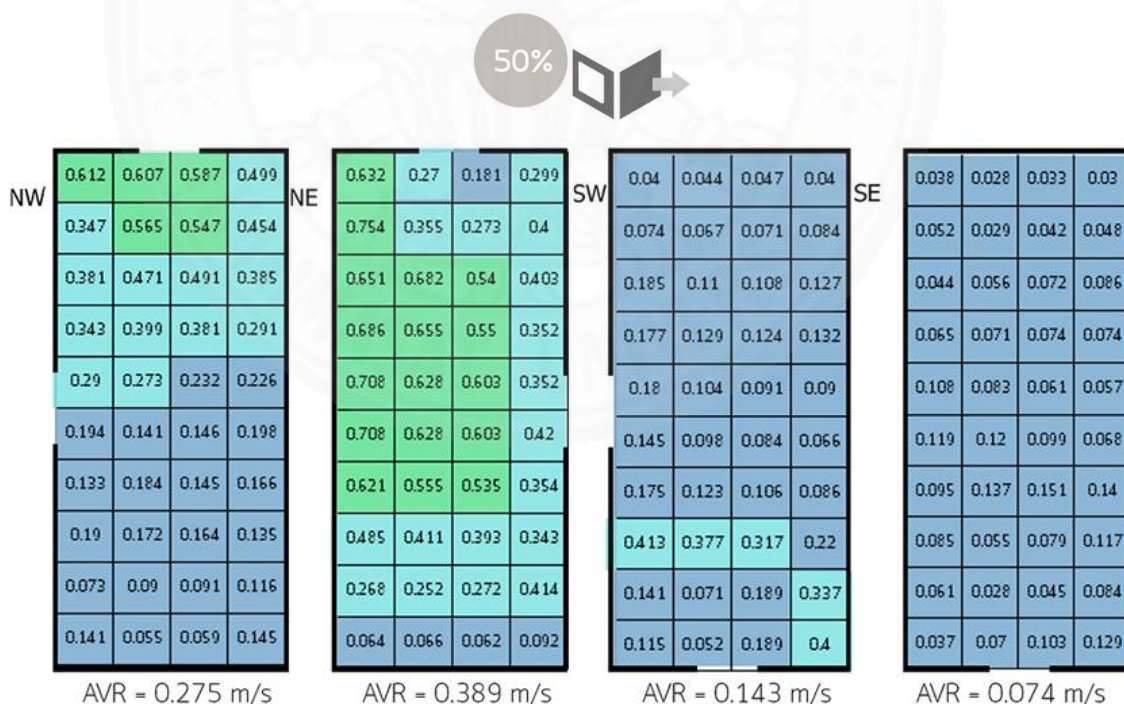 50%
NW
0.612 0.607 0.587 0.499
0.347 0.565 0.547 0.454
0.381 0.471 0.491 0.385
0.343 0.399 0.381 0.291
0.29 0.273 0.232 0.226
0.194 0.141 0.146 0.198
0.133 0.184 0.145 0.166
0.19 0.172 0.164 0.135
0.073 0.09 0.091 0.116
0.141 0.055 0.059 0.145
AVR = 0.275 m/s
NE
0.632 0.27 0.181 0.299
0.754 0.355 0.273 0.4
0.651 0.682 0.54 0.403
0.686 0.655 0.55 0.352
0.708 0.628 0.603 0.352
0.708 0.628 0.603 0.42
0.621 0.555 0.535 0.354
0.485 0.411 0.393 0.343
0.268 0.252 0.272 0.414
0.064 0.066 0.062 0.092
AVR = 0.389 m/s
SW
0.04 0.044 0.047 0.04
0.074 0.067 0.071 0.084
0.185 0.11 0.108 0.127
0.177 0.129 0.124 0.132
0.18 0.104 0.091 0.09
0.145 0.098 0.084 0.066
0.175 0.123 0.106 0.086
0.413 0.377 0.317 0.22
0.141 0.071 0.189 0.337
0.115 0.052 0.189 0.4
AVR = 0.143 m/s
SE
0.038 0.028 0.033 0.03
0.052 0.029 0.042 0.048
0.044 0.056 0.072 0.086
0.065 0.071 0.074 0.074
0.108 0.083 0.061 0.057
0.119 0.12 0.099 0.068
0.095 0.137 0.151 0.14
0.085 0.055 0.079 0.117
0.061 0.028 0.045 0.084
0.037 0.07 0.103 0.129
AVR = 0.074 m/s